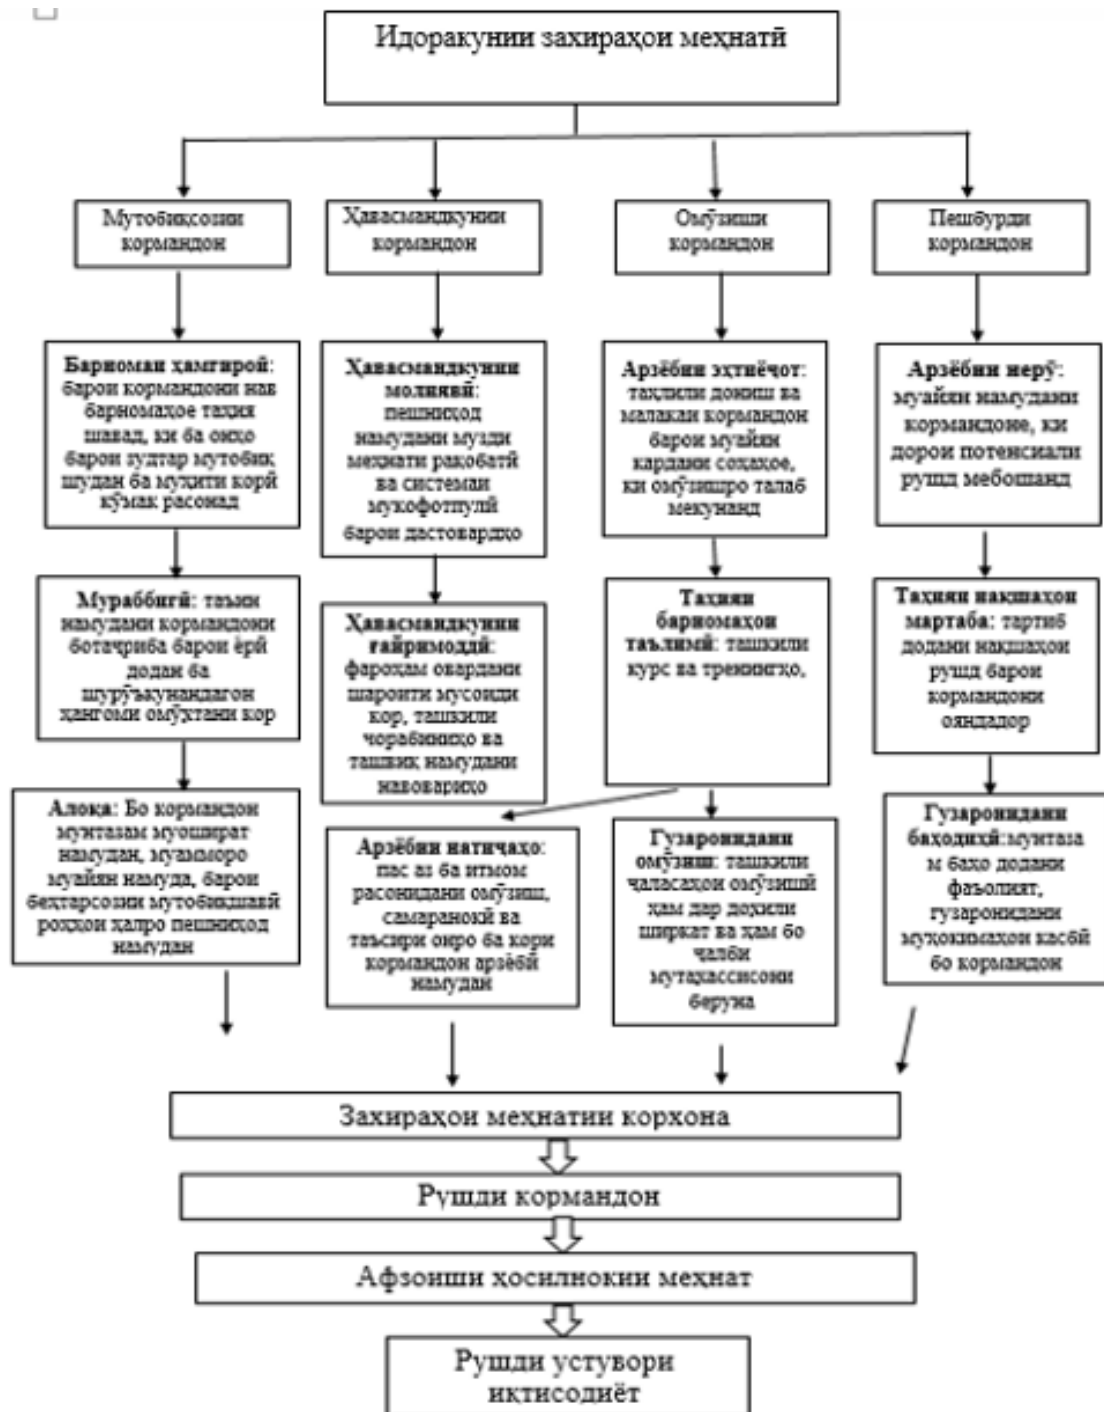 Идоракунии захираҳои меҳнатӣ
Мутобиқсозии
кормандон
Ҳавасмандкунии
кормандон
Омӯзиши
кормандон
Пешбурди
кормандон
Барномаи ҳамгироӣ:
барои кормандони нав
барномаҳое таҳия
шавад, ки ба онҳо
барои зудтар мутобиқ
шудан ба муҳити корӣ
кӯмак расонад
Ҳавасмандкунии
молиявӣ:
пешниҳод
намудани музди
меҳнати рақобатӣ
ва системаи
мукофотпулӣ
барои дастовардҳо
Арзёбии эҳтиёҷот:
таҳлили дониш ва
малакаи кормандон
барои муайян
кардани соҳаҳое,
ки омӯзишро талаб
мекунанд
Арзёбии нерӯ:
муайян намудани
кормандоне, ки
дорои потенсиали
рушд мебошанд
Мураббигӣ: таъин
намудани кормандони
ботаҷриба барои ёрӣ
додан ба
шурӯъкунандагон
ҳангоми омӯхтани кор
Ҳавасмандкунии
ғайримоддӣ:
фароҳам овардани
шароити мусоиди
кор, ташкили
чорабиниҳо ва
ташвиқ намудани
навовариҳо
Таҳияи
барномаҳои
таълимӣ: ташкили
курс ва тренингҳо,
Таҳияи нақшаҳои
мартаба: тартиб
додани нақшаҳои
рушд барои
кормандони
ояндадор
Алоқа: Бо кормандон
мунтазам муошират
намудан, муамморо
муайян намуда, барои
беҳтарсозии мутобиқшавӣ
роҳҳои ҳалро пешниҳод
намудан
Арзёбии натиҷаҳо:
пас аз ба итмом
расонидани омӯзиш,
самаранокӣ ва
таъсири онро ба кори
кормандон арзёбӣ
намудан
Гузаронидани
омӯзиш: ташкили
ҷаласаҳои омӯзишӣ
ҳам дар дохили
ширкат ва ҳам бо
ҷалби
мутахассисони
беруна
Гузаронидани
баҳодиҳӣ:мунтаза
м баҳо додани
фаъолият,
гузаронидани
муҳокимаҳои касбӣ
бо кормандон
Захираҳои меҳнатии корхона
Рушди кормандон
Афзоиши ҳосилнокии меҳнат
Рушди устувори
иқтисодиёт